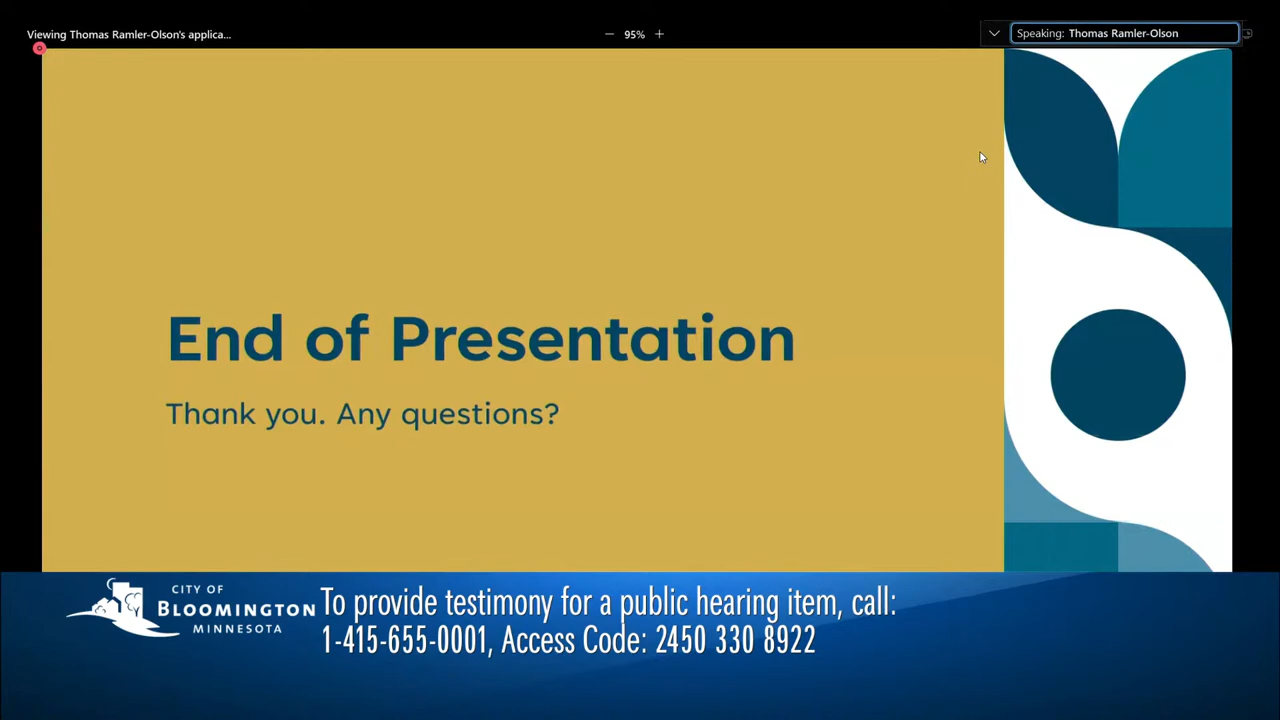 Viewing Thomas Ramler-Olson's applica...
95%
Speaking: Thomas Ramler-Olson
End of Presentation
Thank you. Any questions?
CITY OF
BLOOMINGTON
MINNESOTA
To provide testimony for a public hearing item, call:
1-415-655-0001, Access Code: 2450 330 8922